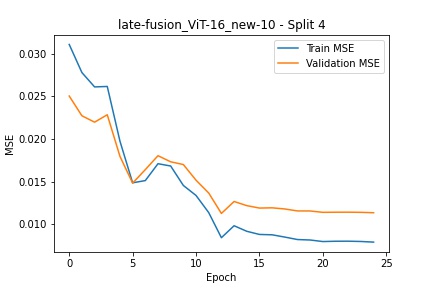 late-fusion_ViT-16_new-10 - Split 4
Train MSE
Validation MSE
MSE
0.030
0.025
0.020
0.015
0.010
0 5 10 15 20 25
Epoch